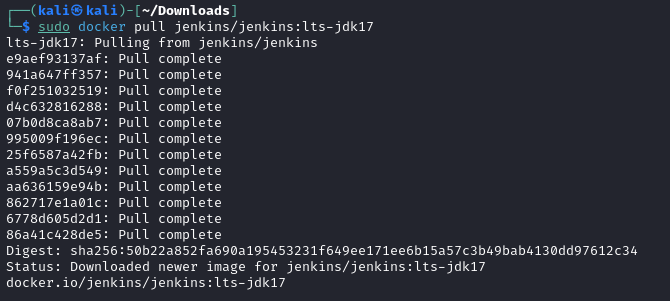 ┌──(kali㉿kali)-[~/Downloads]
└─$ sudo docker pull jenkins/jenkins:lts-jdk17
lts-jdk17: Pulling from jenkins/jenkins
e9aef93137af: Pull complete
941a647ff357: Pull complete
f0f251032519: Pull complete
d4c632816288: Pull complete
07b0d8ca8ab7: Pull complete
995009f196ec: Pull complete
25f6587a42fb: Pull complete
a559a5c3d549: Pull complete
aa636159e94b: Pull complete
862717e1a01c: Pull complete
6778d605d2d1: Pull complete
86a41c428de5: Pull complete
Digest: sha256:50b22a852fa690a195453231f649ee171ee6b15a57c3b49bab4130dd97612c34
Status: Downloaded newer image for jenkins/jenkins:lts-jdk17
docker.io/jenkins/jenkins:lts-jdk17